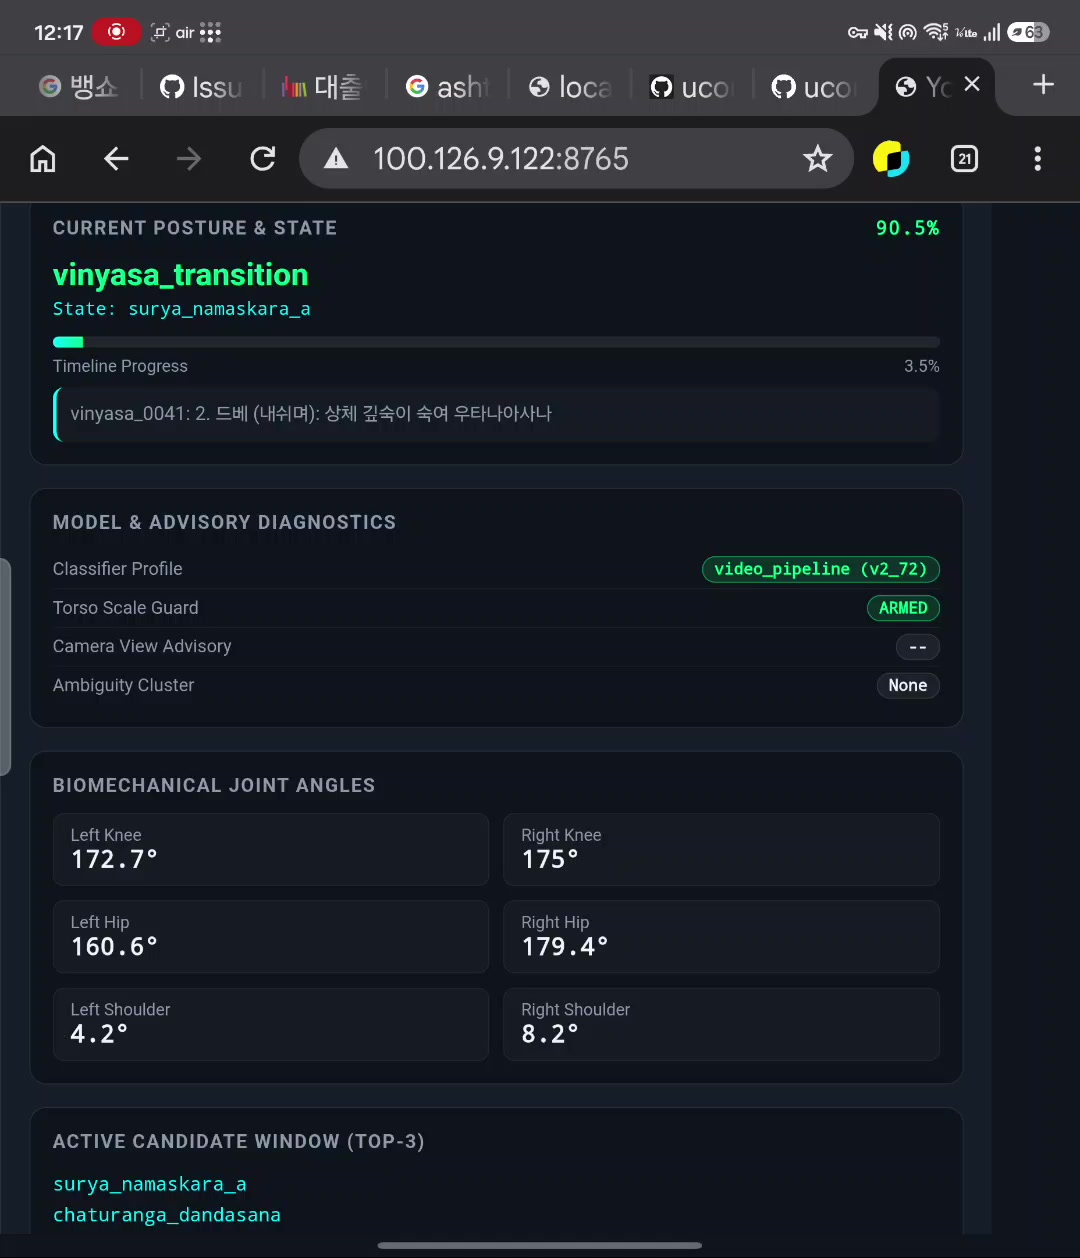 12:17 air Vo lte 63
뱅쇼 Issu 대출 asht loca ucor ucor Yo
100.126.9.122:8765 21
CURRENT POSTURE & STATE 90.5%
vinyasa_transition
State: surya_namaskara_a
Timeline Progress 3.5%
vinyasa_0041: 2. 드베 (내쉬며): 상체 깊숙이 숙여 우타나아사나
MODEL & ADVISORY DIAGNOSTICS
Classifier Profile video_pipeline (v2_72)
Torso Scale Guard ARMED
Camera View Advisory --
Ambiguity Cluster None
BIOMECHANICAL JOINT ANGLES
Left Knee Right Knee
172.7° 175°
Left Hip Right Hip
160.6° 179.4°
Left Shoulder Right Shoulder
4.2° 8.2°
ACTIVE CANDIDATE WINDOW (TOP-3)
surya_namaskara_a
chaturanga_dandasana